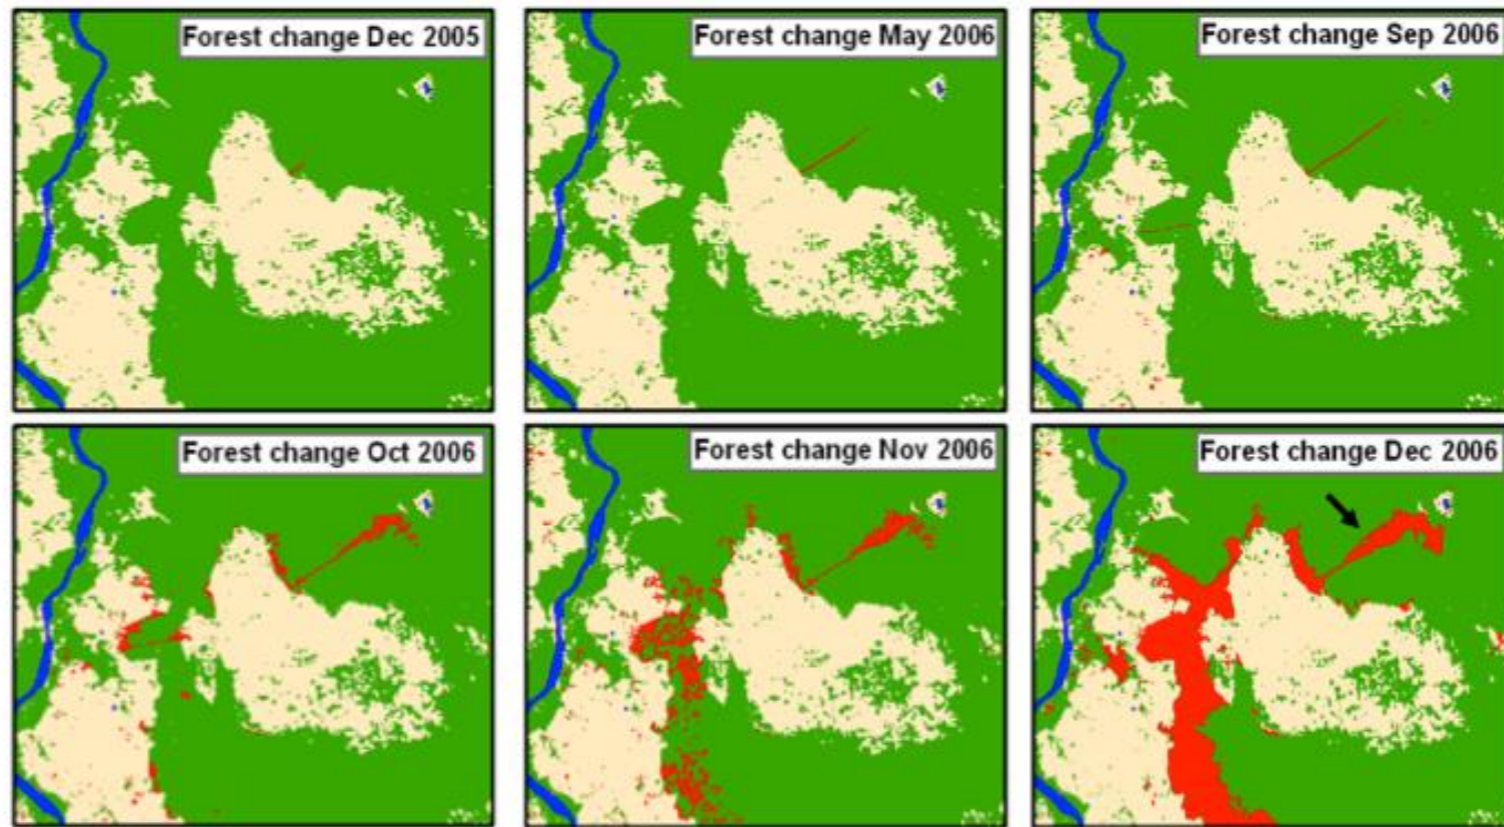 Forest change Dec 2005
Forest change May 2006
Forest change Sep 2006
Forest change Oct 2006
Forest change Nov 2006
Forest change Dec 2006